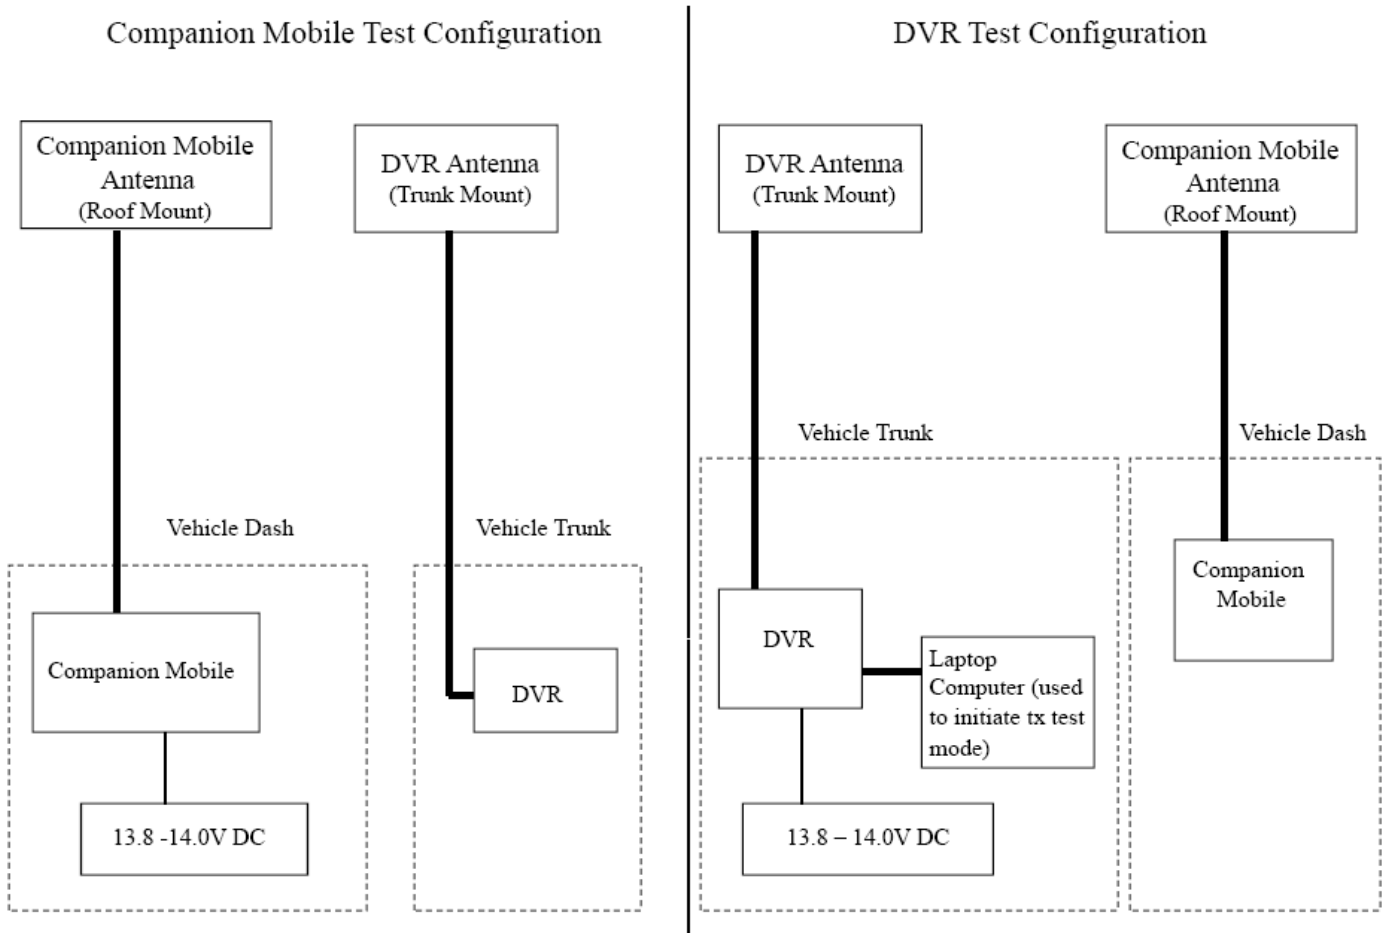 Companion Mobile Test Configuration
Companion Mobile
Antenna
(Roof Mount)
DVR Antenna
(Trunk Mount)
Vehicle Dash
Vehicle Trunk
Companion Mobile
DVR
13.8 -14.0V DC
DVR Test Configuration
DVR Antenna
(Trunk Mount)
Companion Mobile
Antenna
(Roof Mount)
Vehicle Trunk
Vehicle Dash
DVR
Laptop
Computer (used
to initiate tx test
mode)
Companion
Mobile
13.8 – 14.0V DC